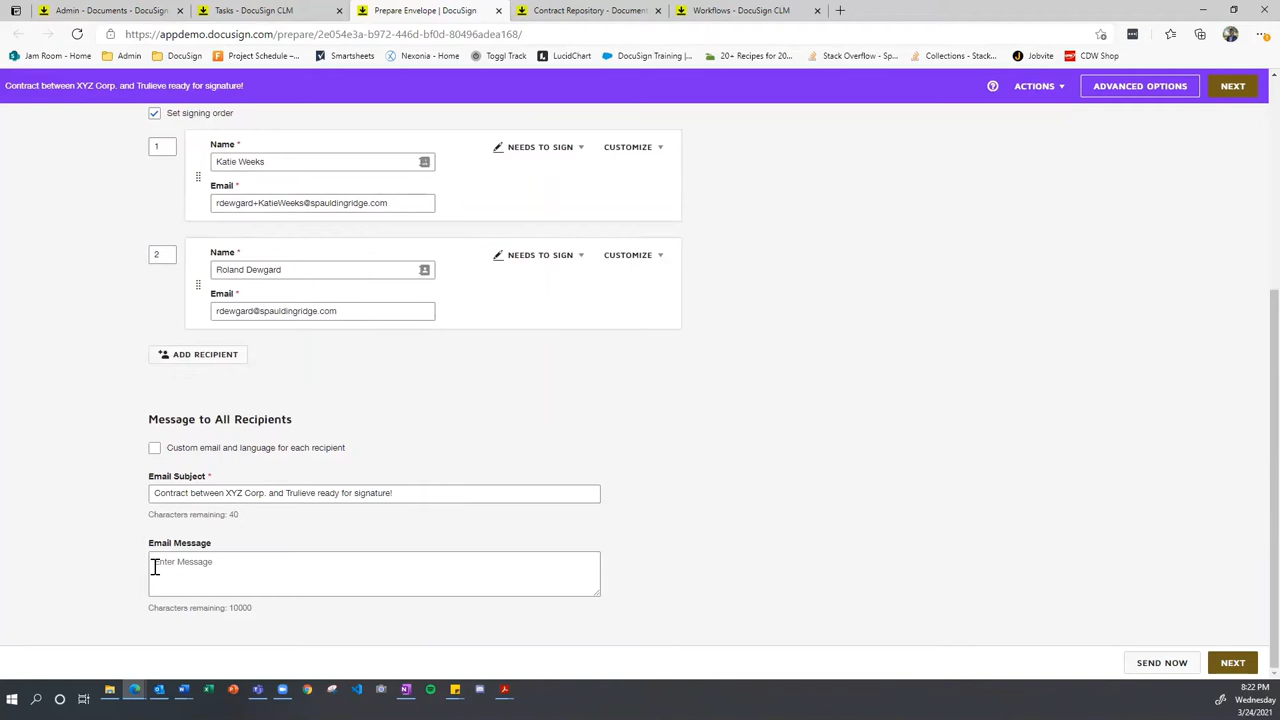 Admin - Documents - DocuSign C
Tasks - DocuSign CLM
Prepare Envelope | DocuSign
Contract Repository - Document
Workflows - DocuSign CLM
https://appdemo.docusign.com/prepare/2e054e3a-b972-446d-bf0d-80496adea168/
Jam Room - Home
Admin
DocuSign
Project Schedule –...
Smartsheets
Nexonia - Home
Toggl Track
LucidChart
DocuSign Training |...
20+ Recipes for 20...
Stack Overflow - Sp...
Collections - Stack...
Jobvite
CDW Shop
Contract between XYZ Corp. and Trulieve ready for signature!
ACTIONS
ADVANCED OPTIONS
NEXT
Set signing order
1
Name *
NEEDS TO SIGN
CUSTOMIZE
Katie Weeks
Email *
rdewgard+KatieWeeks@spauldingridge.com
2
Name *
NEEDS TO SIGN
CUSTOMIZE
Roland Dewgard
Email *
rdewgard@spauldingridge.com
ADD RECIPIENT
Message to All Recipients
Custom email and language for each recipient
Email Subject *
Contract between XYZ Corp. and Trulieve ready for signature!
Characters remaining: 40
Email Message
Enter Message
Characters remaining: 10000
SEND NOW
NEXT
8:22 PM
Wednesday
3/24/2021